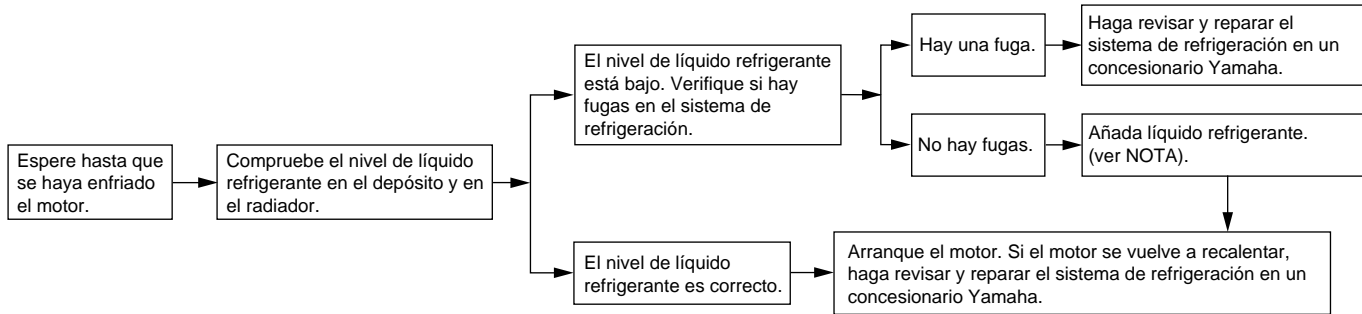 Espere hasta que
se haya enfriado
el motor.
Compruebe el nivel de líquido
refrigerante en el depósito y en
el radiador.
El nivel de líquido refrigerante
está bajo. Verifique si hay
fugas en el sistema de
refrigeración.
Hay una fuga.
Haga revisar y reparar el
sistema de refrigeración en un
concesionario Yamaha.
No hay fugas.
Añada líquido refrigerante.
(ver NOTA).
El nivel de líquido
refrigerante es correcto.
Arranque el motor. Si el motor se vuelve a recalentar,
haga revisar y reparar el sistema de refrigeración en un
concesionario Yamaha.